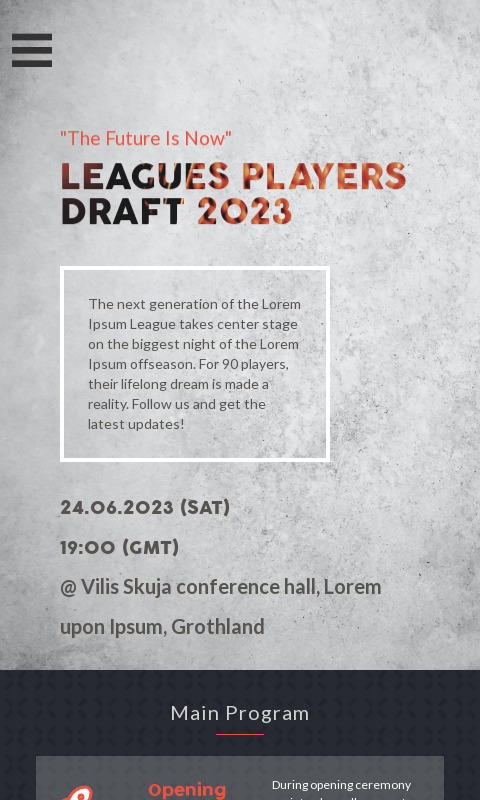 "The Future Is Now"
LEAGUES PLAYERS
DRAFT 2023
The next generation of the Lorem
Ipsum League takes center stage
on the biggest night of the Lorem
Ipsum offseason. For 90 players,
their lifelong dream is made a
reality. Follow us and get the
latest updates!
24.06.2023 (SAT)
19:00 (GMT)
@ Vilis Skuja conference hall, Lorem
upon Ipsum, Grothland
Main Program
Opening
During opening ceremony